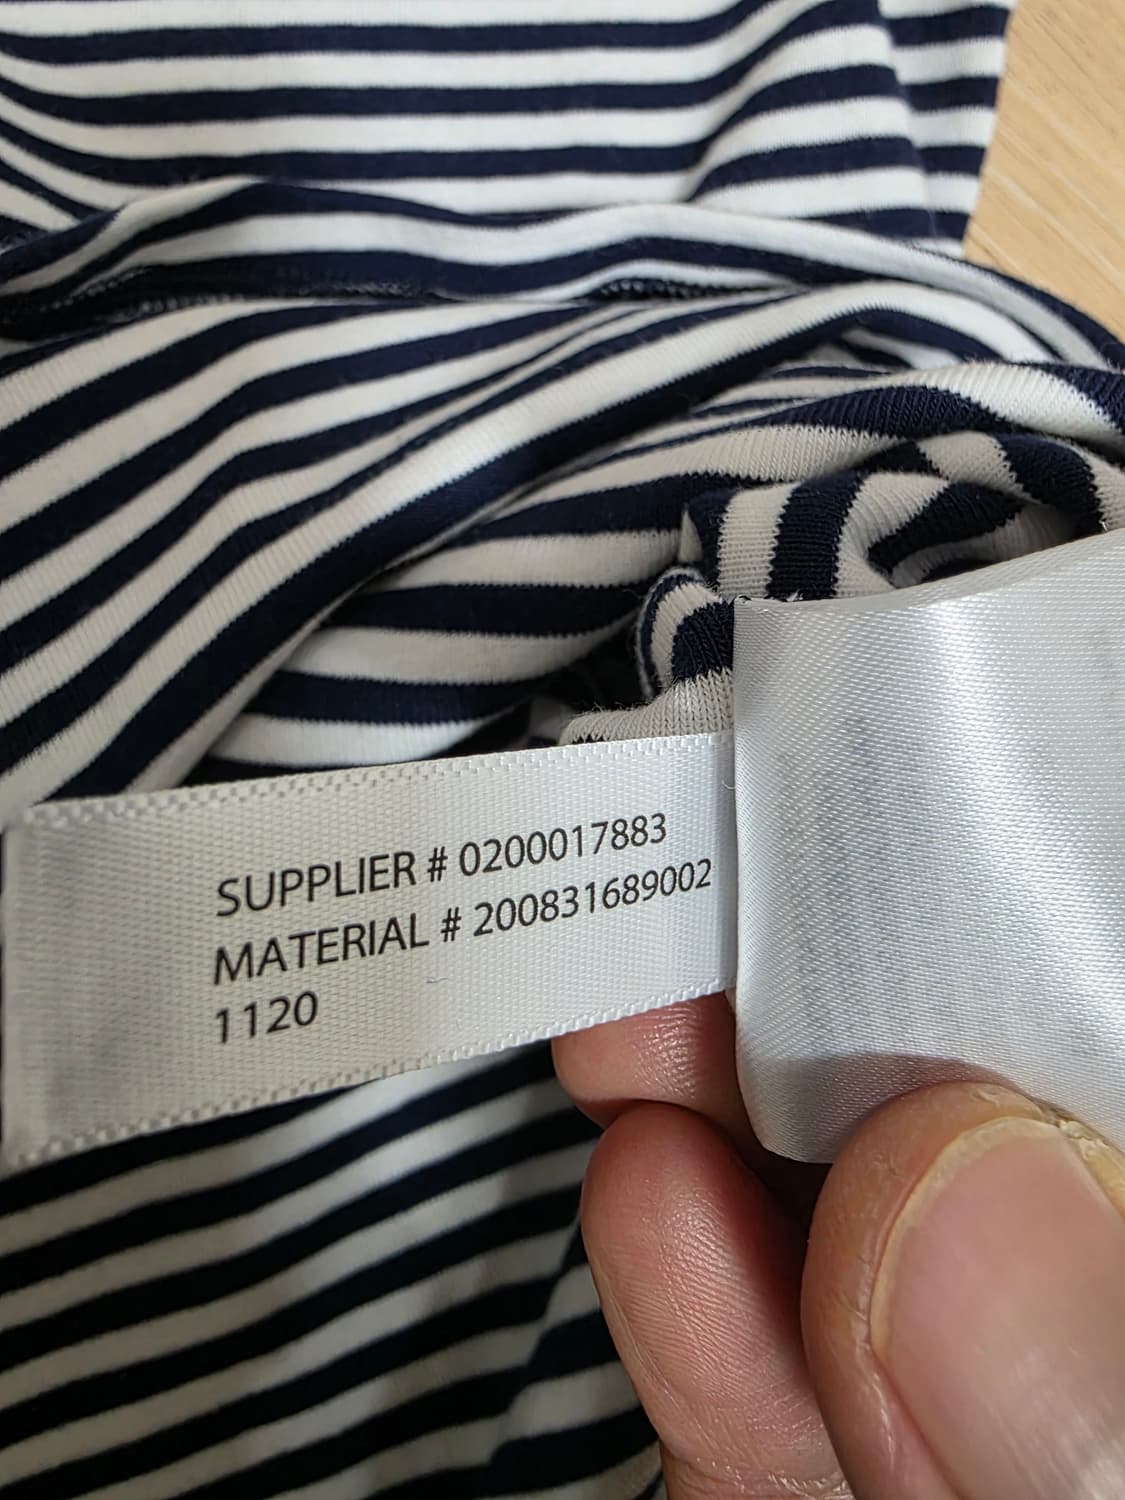 SUPPLIER # 0200017883
MATERIAL # 200831689002
1120